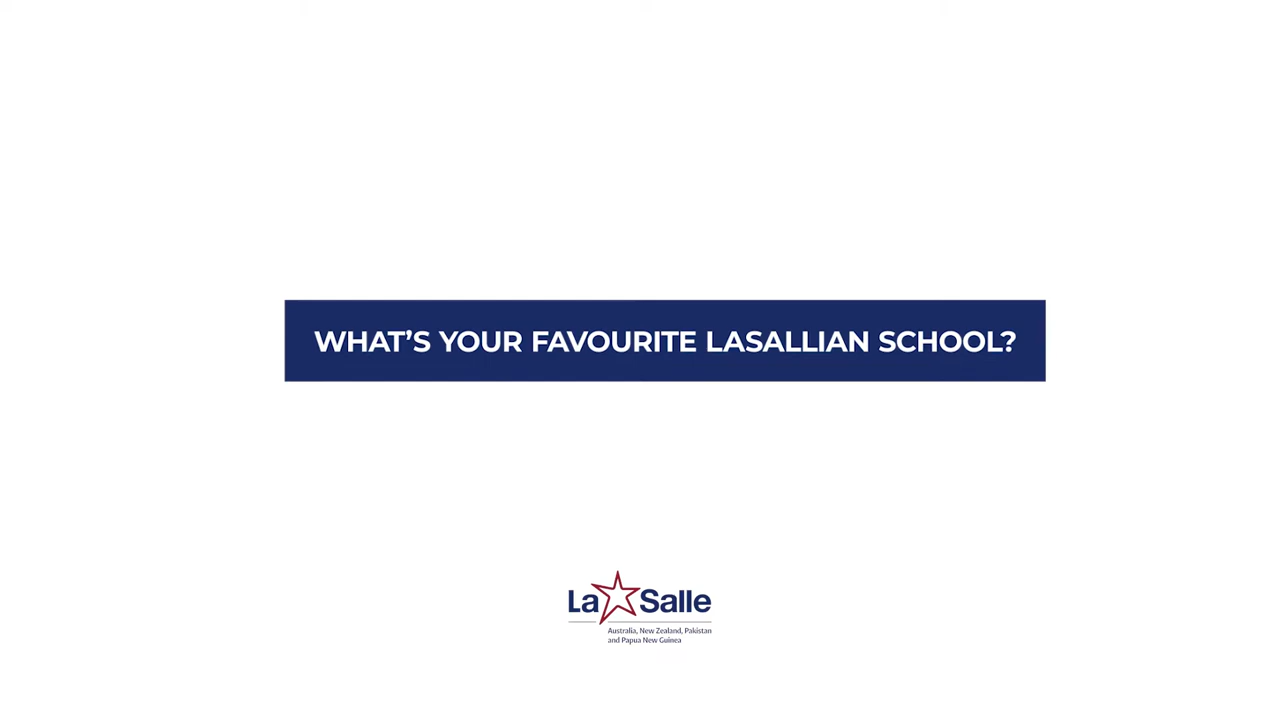 WHAT’S YOUR FAVOURITE LASALLIAN SCHOOL?
La Salle
Australia, New Zealand, Pakistan
and Papua New Guinea